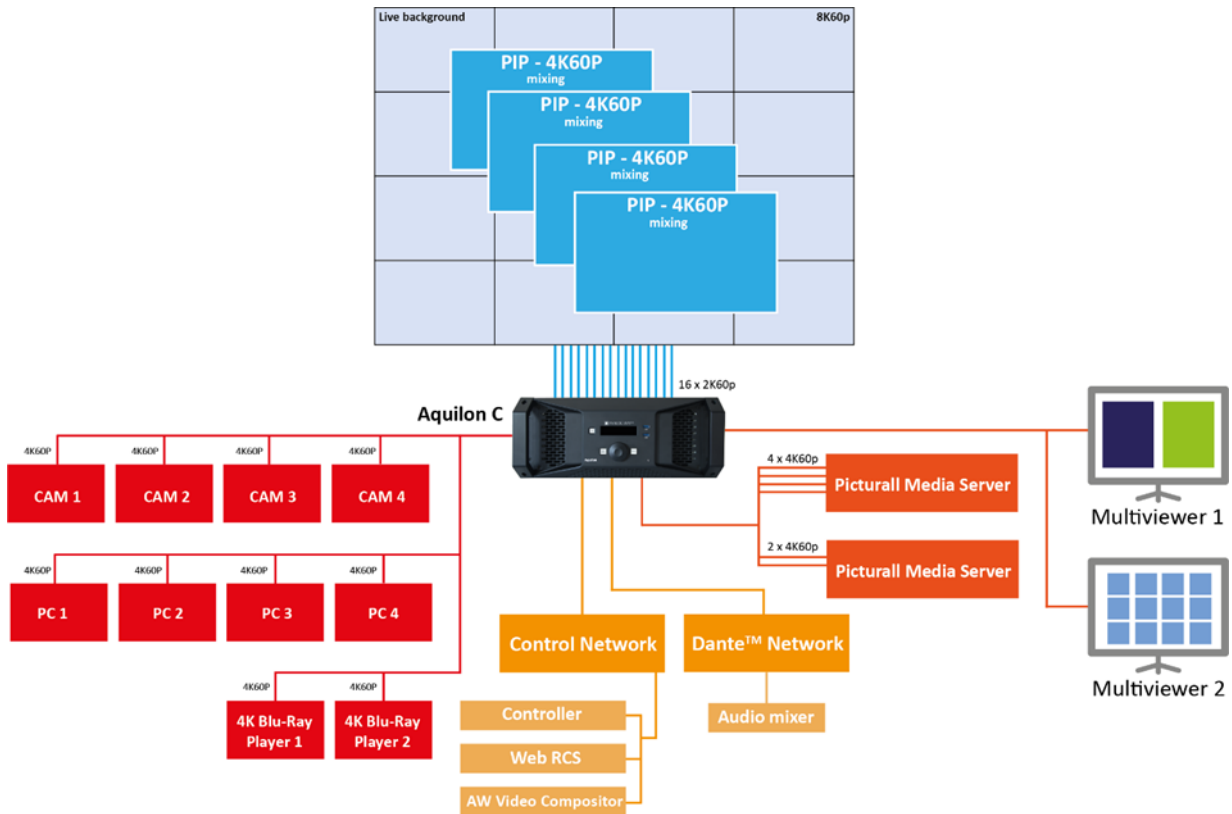 Live background
8K60p
PIP - 4K60P
mixing
PIP - 4K60P
mixing
PIP - 4K60P
mixing
PIP - 4K60P
mixing
16 x 2K60p
Aquilon C
4K60P
4K60P
4K60P
4K60P
CAM 1
CAM 2
CAM 3
CAM 4
4K60P
4K60P
4K60P
4K60P
PC 1
PC 2
PC 3
PC 4
4K60P
4K60P
4K Blu-Ray
Player 1
4K Blu-Ray
Player 2
Control Network
Controller
Web RCS
AW Video Compositor
Dante™ Network
Audio mixer
4 x 4K60p
Picturall Media Server
2 x 4K60p
Picturall Media Server
Multiviewer 1
Multiviewer 2